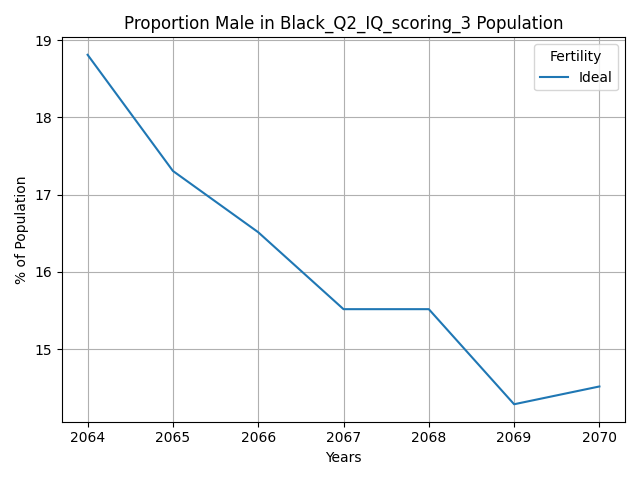 Proportion Male in Black_Q2_IQ_scoring_3 Population
19
18
17
16
15
% of Population
Fertility
Ideal
2064 2065 2066 2067 2068 2069 2070
Years